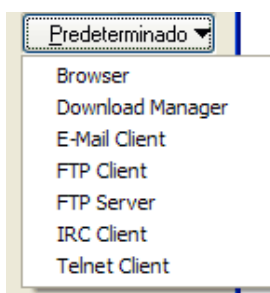 Predeterminado
Browser
Download Manager
E-Mail Client
FTP Client
FTP Server
IRC Client
Telnet Client